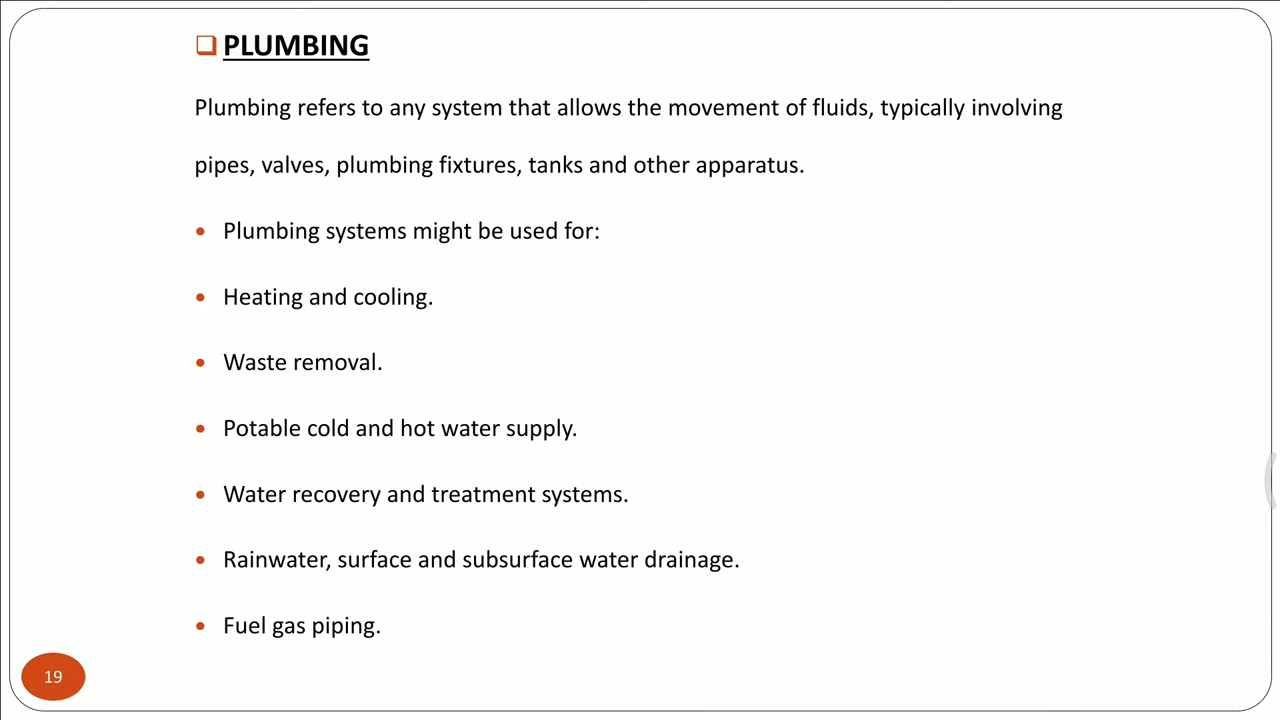 ❑ PLUMBING
Plumbing refers to any system that allows the movement of fluids, typically involving
pipes, valves, plumbing fixtures, tanks and other apparatus.
• Plumbing systems might be used for:
• Heating and cooling.
• Waste removal.
• Potable cold and hot water supply.
• Water recovery and treatment systems.
• Rainwater, surface and subsurface water drainage.
• Fuel gas piping.
19